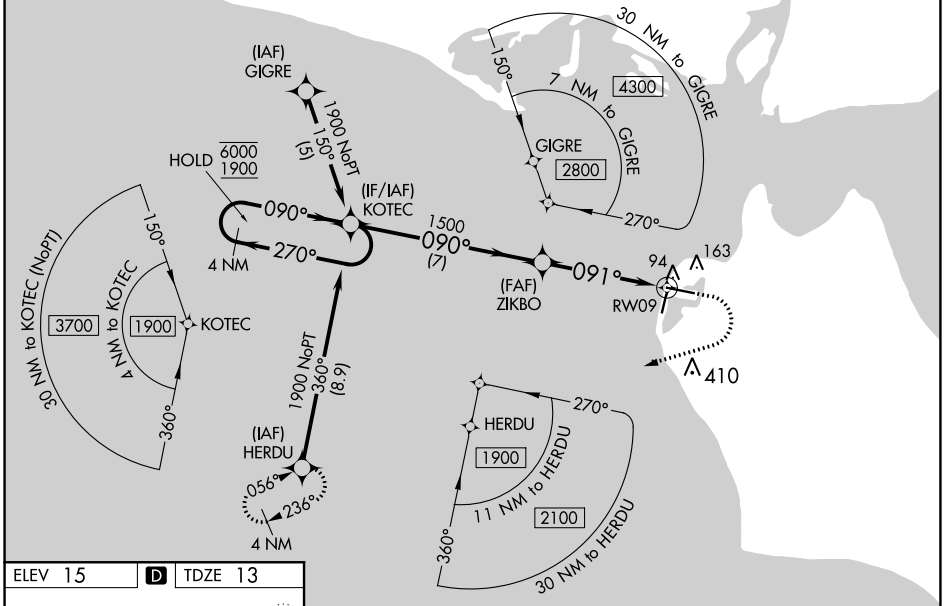 (IAF)
GIGRE
1900 NoPT
150°
(5)
HOLD
6000
1900
(IF/IAF)
KOTEC
090°
270°
4 NM
1500
090°
(7)
(FAF)
ZIKBO
091°
94
163
RW09
410
30 NM to GIGRE
4300
150°
7 NM to GIGRE
GIGRE
2800
270°
30 NM to KOTEC (NoPT)
3700
150°
4 NM to KOTEC
1900
KOTEC
360°
1900 NoPT
360°
(8.9)
(IAF)
HERDU
056°
236°
4 NM
270°
HERDU
1900
11 NM to HERDU
2100
360°
30 NM to HERDU
ELEV 15
D
TDZE 13